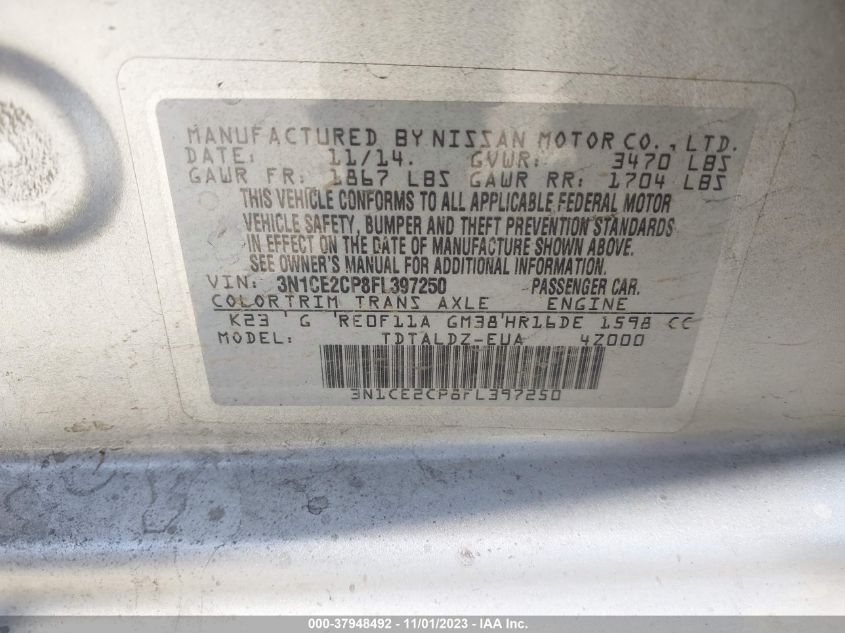 MANUFACTURED BY NISSAN MOTOR CO., LTD.
DATE: 11/14. GVWR: 3470 LBS
GAWR FR: 1867 LBS GAWR RR: 1704 LBS
THIS VEHICLE CONFORMS TO ALL APPLICABLE FEDERAL MOTOR
VEHICLE SAFETY, BUMPER AND THEFT PREVENTION STANDARDS
IN EFFECT ON THE DATE OF MANUFACTURE SHOWN ABOVE.
SEE OWNER'S MANUAL FOR ADDITIONAL INFORMATION.
VIN: 3N1CE2CP8FL397250 PASSENGER CAR.
COLOR TRIM TRANS AXLE ENGINE
K23 ' G 'RE0F11A GM38'HR16DE 1598 CC
MODEL: TDTALDZ-EUA 4Z000
3N1CE2CP8FL397250
000-37948492 - 11/01/2023 - IAA Inc.